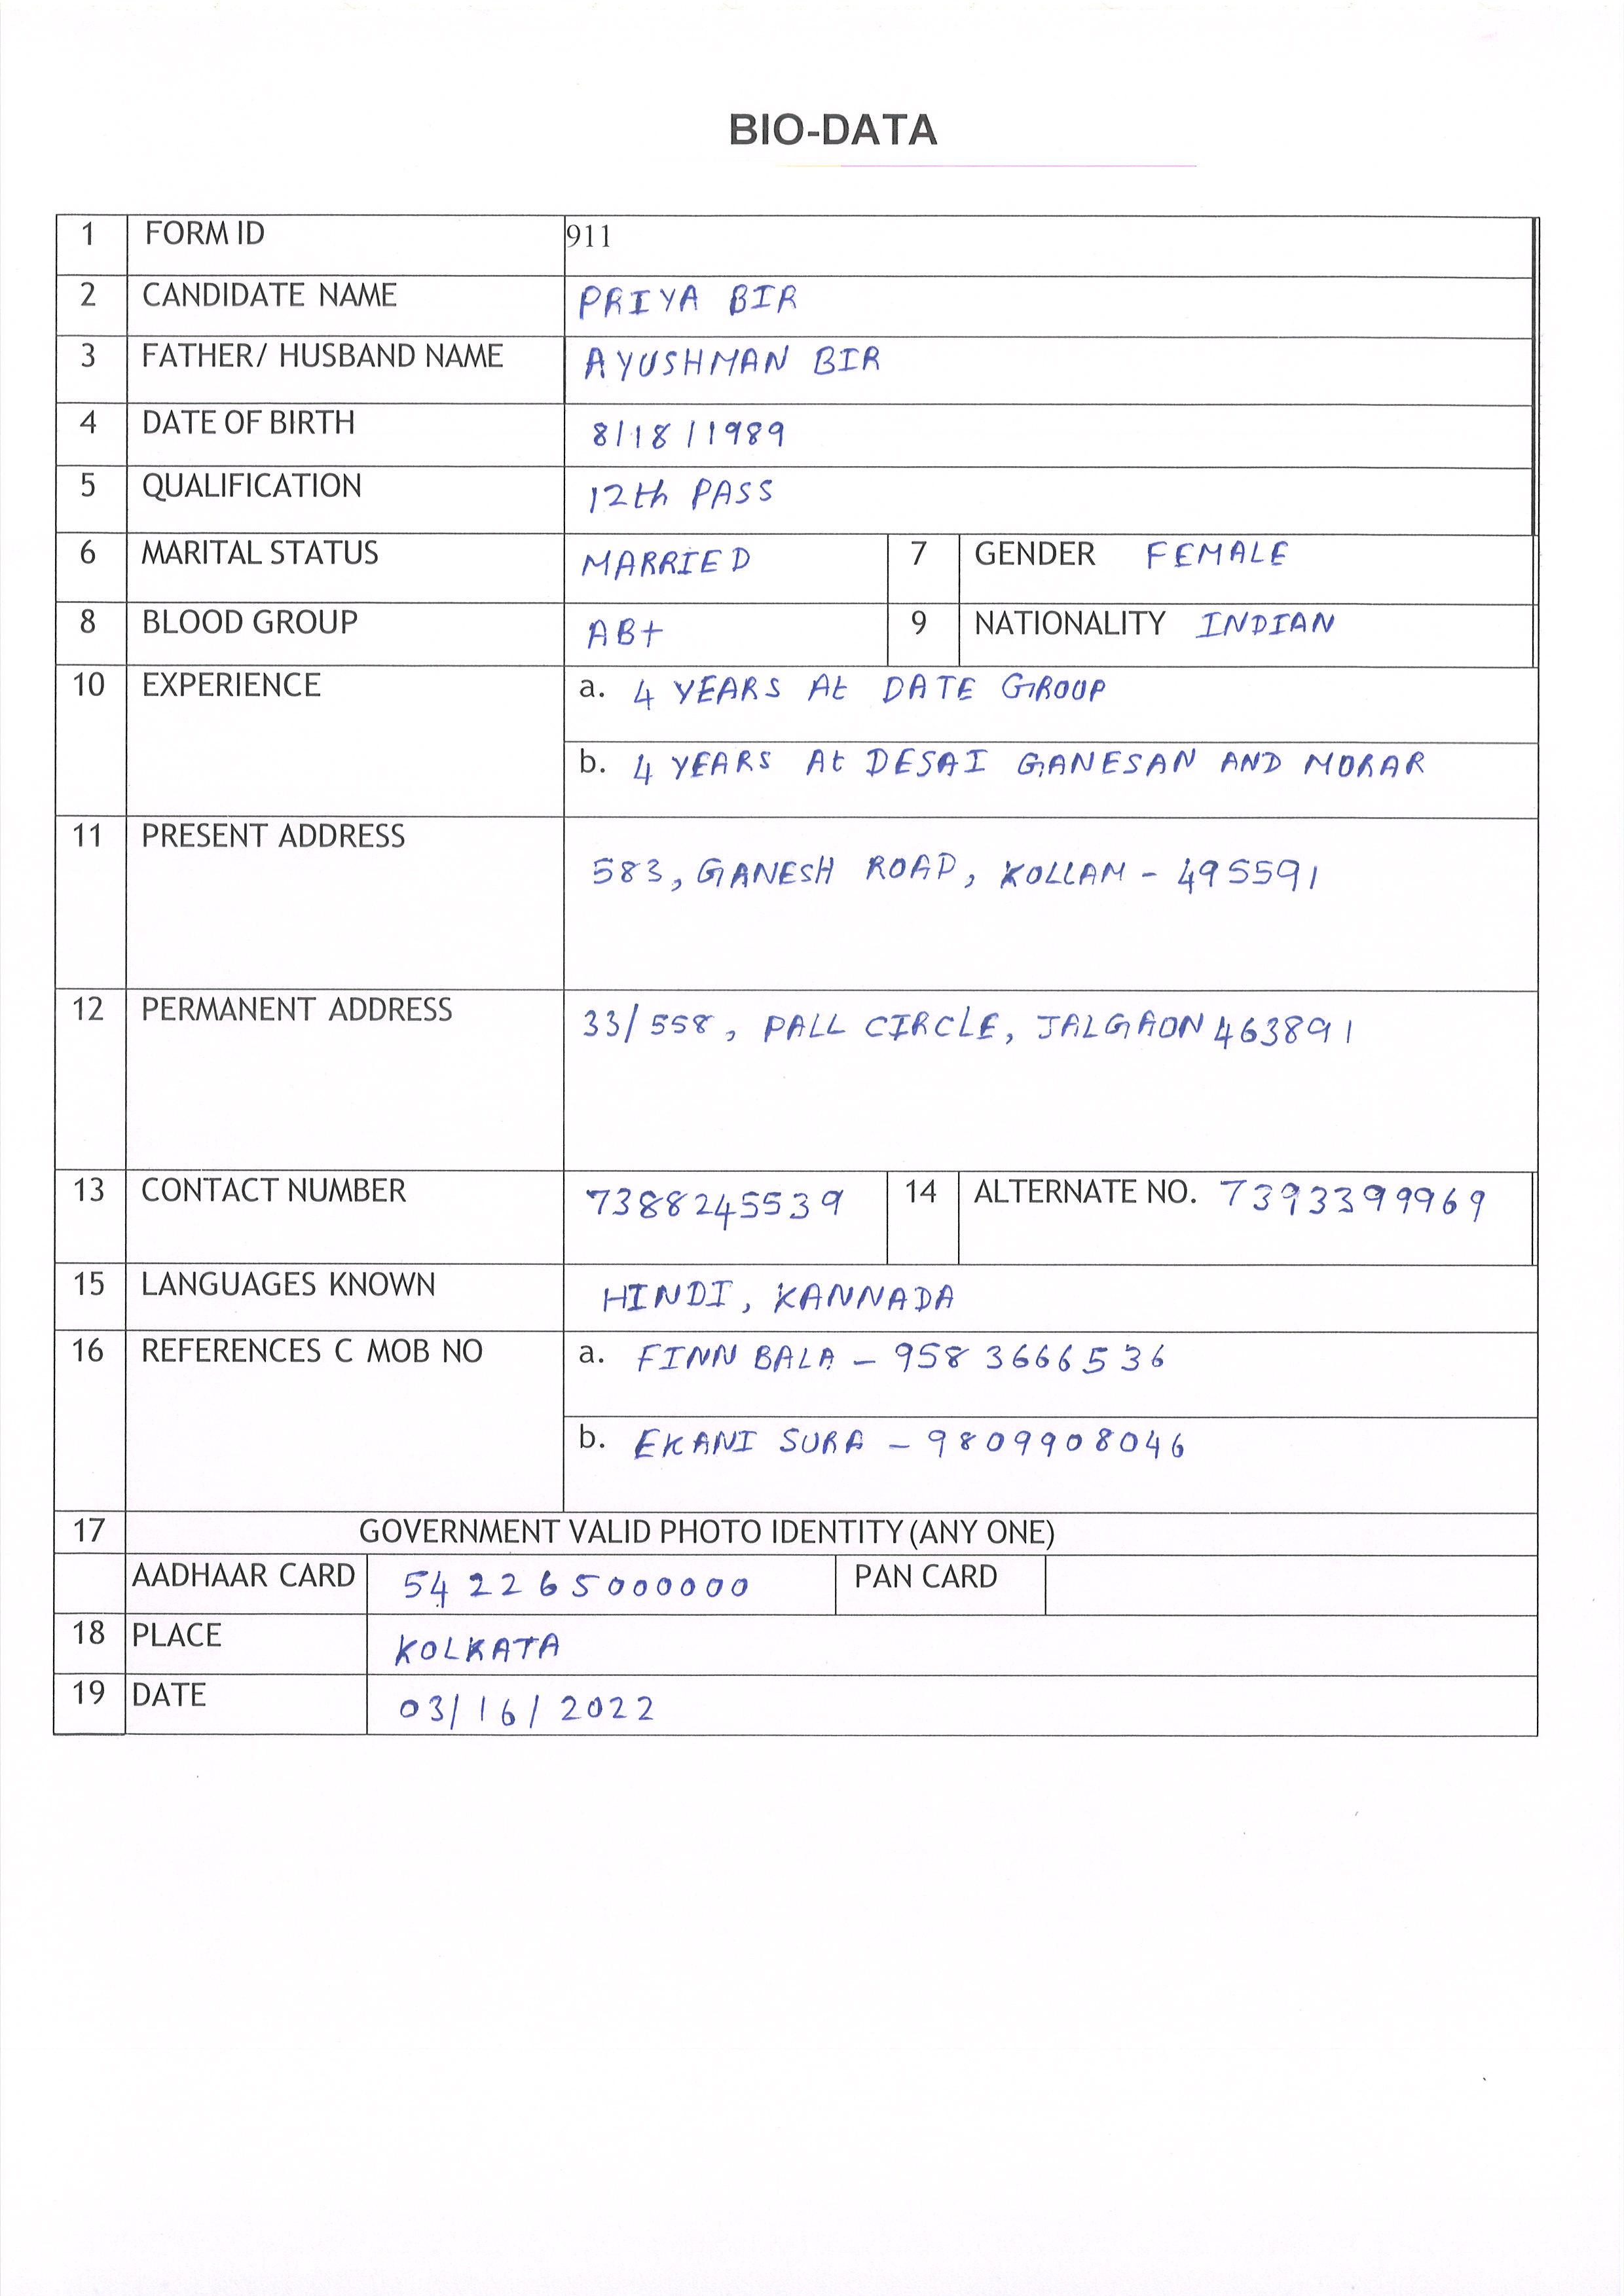 BIO-DATA
1 FORM ID 911
2 CANDIDATE NAME PRIYA BIR
3 FATHER/ HUSBAND NAME AYUSHMAN BIR
4 DATE OF BIRTH 8/18/1989
5 QUALIFICATION 12th PASS
6 MARITAL STATUS MARRIED 7 GENDER FEMALE
8 BLOOD GROUP AB+ 9 NATIONALITY INDIAN
10 EXPERIENCE a. 4 YEARS At DATE GROUP
b. 4 YEARS At DESAI GANESAN AND MORAR
11 PRESENT ADDRESS
583, GANESH ROAD, KOLLAM - 495591
12 PERMANENT ADDRESS 33/558, PALL CIRCLE, JALGAON 463891
13 CONTACT NUMBER 7388245539 14 ALTERNATE NO. 7393399969
15 LANGUAGES KNOWN HINDI, KANNADA
16 REFERENCES C MOB NO a. FINN BALA - 9583666536
b. EKANI SURA - 9809908046
17 GOVERNMENT VALID PHOTO IDENTITY (ANY ONE)
AADHAAR CARD 542265000000 PAN CARD
18 PLACE KOLKATA
19 DATE 03/16/2022